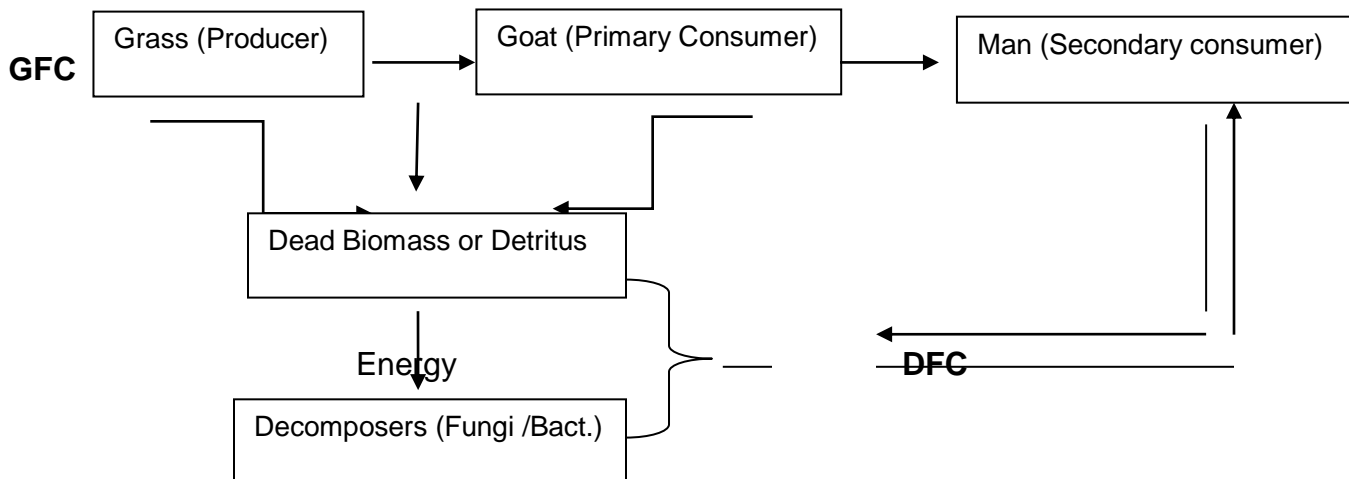 GFC
Grass (Producer)
Goat (Primary Consumer)
Man (Secondary consumer)
Dead Biomass or Detritus
Energy
DFC
Decomposers (Fungi /Bact.)